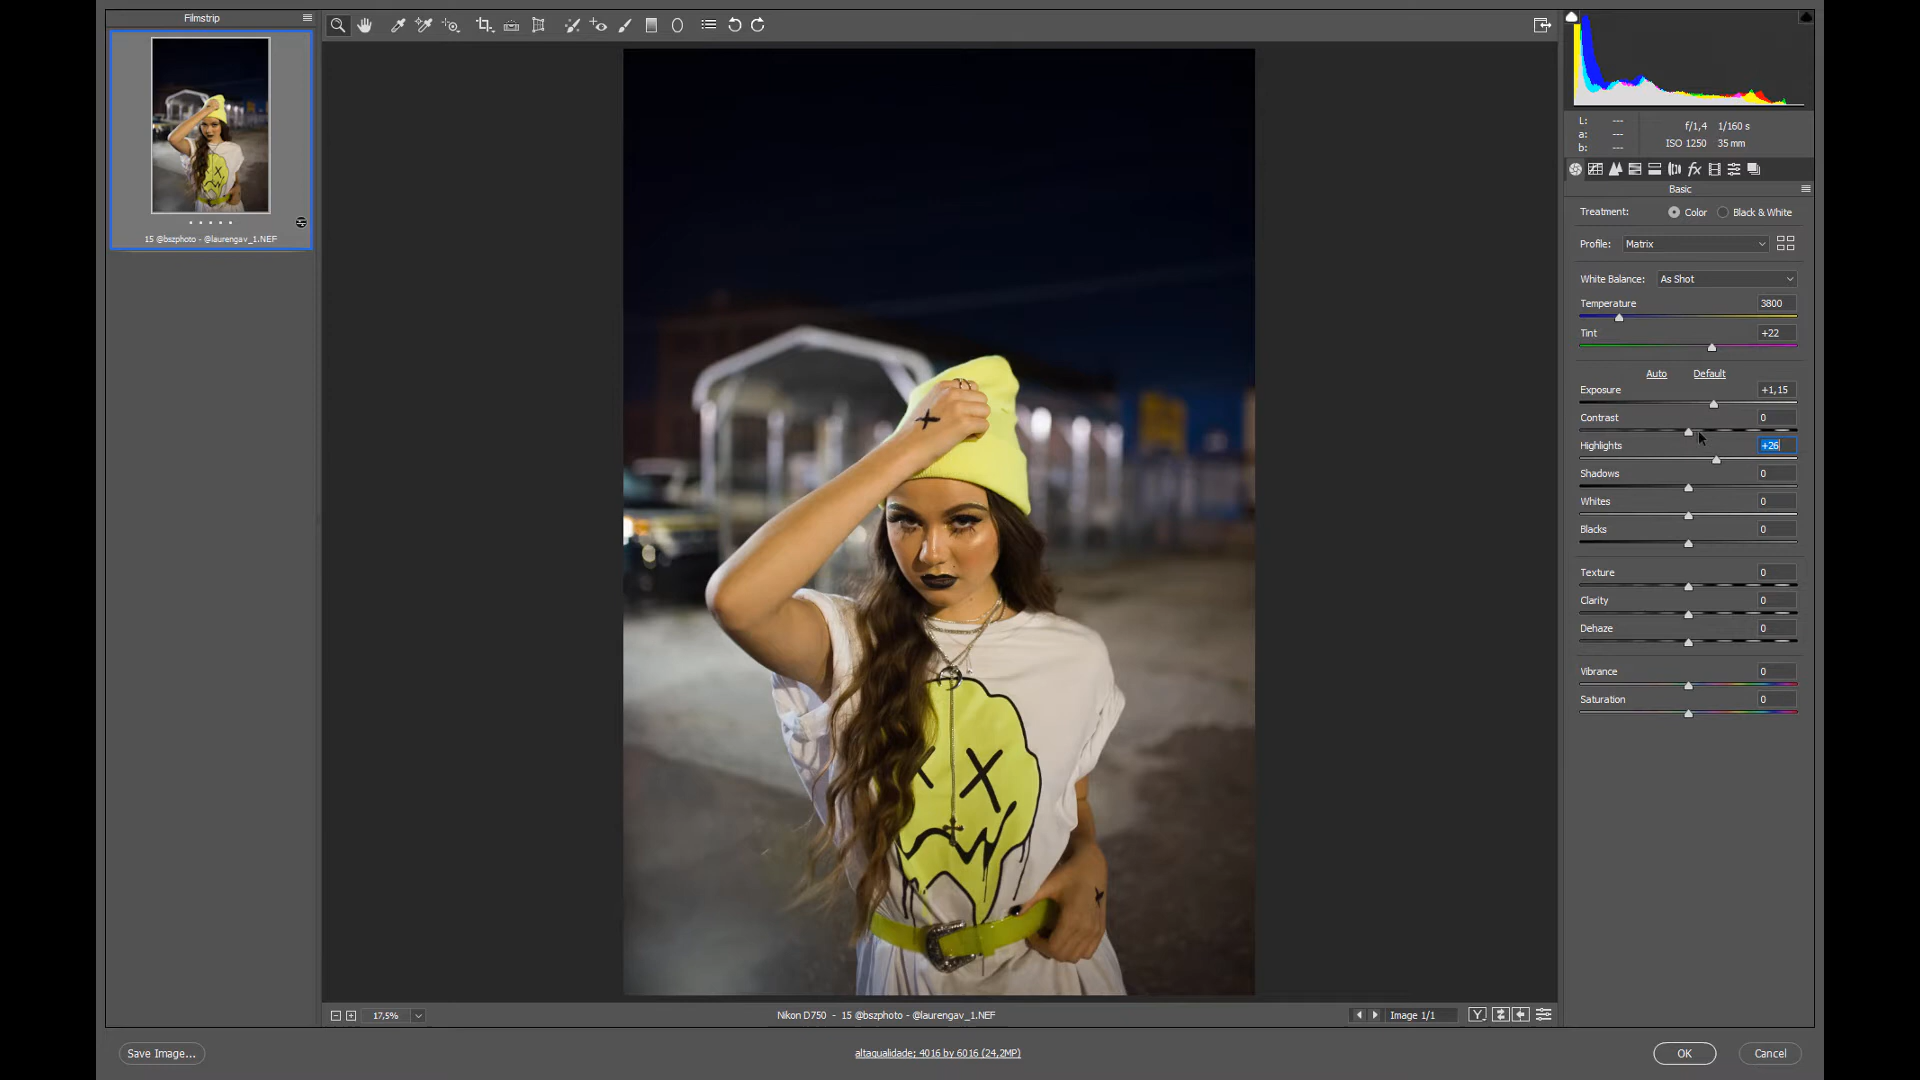 Filmstrip
15 @bszphoto - @laurengav_1.NEF
L: ---
a: ---
b: ---
f/1,4 1/160 s
ISO 1250 35 mm
Basic
Treatment: Color Black & White
Profile: Matrix
White Balance: As Shot
Temperature 3800
Tint +22
Auto Default
Exposure +1,15
Contrast 0
Highlights +26
Shadows 0
Whites 0
Blacks 0
Texture 0
Clarity 0
Dehaze 0
Vibrance 0
Saturation 0
17,5%
Nikon D750 - 15 @bszphoto - @laurengav_1.NEF
Image 1/1
Y
Save Image...
altaqualidade; 4016 by 6016 (24,2MP)
OK
Cancel